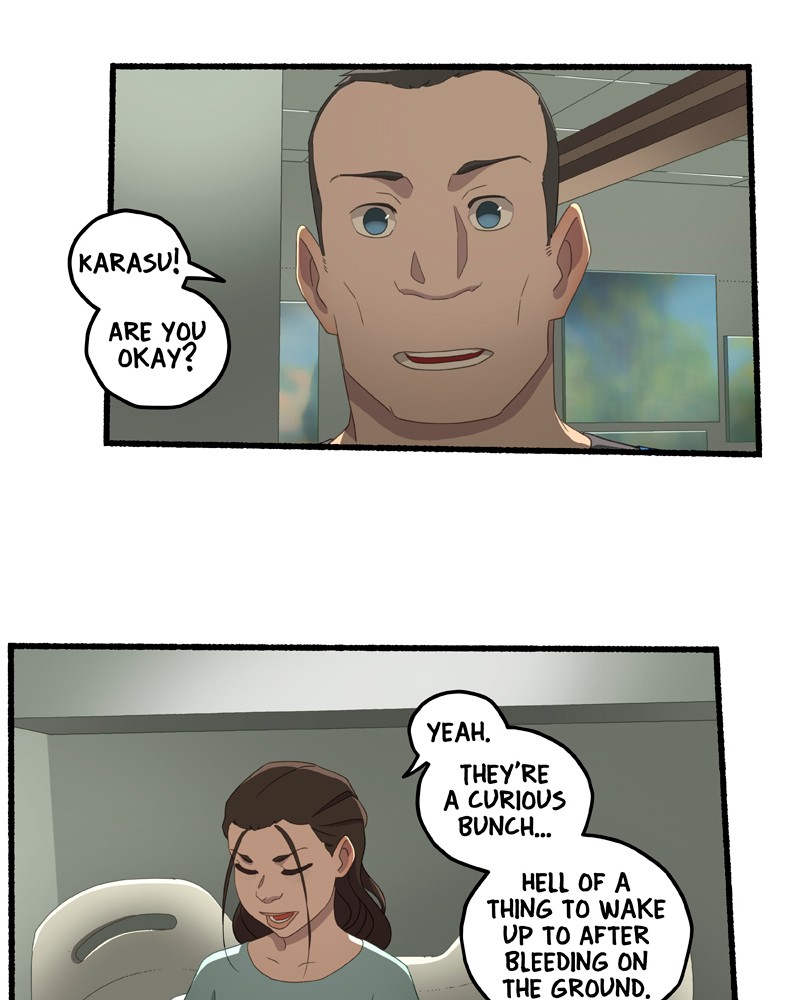 KARASU!
ARE YOU
OKAY?
YEAH.
THEY'RE
A CURIOUS
BUNCH...
HELL OF A
THING TO WAKE
UP TO AFTER
BLEEDING ON
THE GROUND.